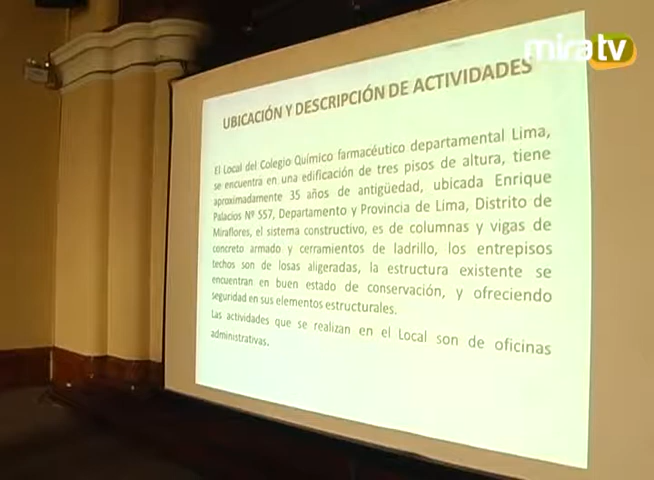 miratv
UBICACIÓN Y DESCRIPCIÓN DE ACTIVIDADES
El Local del Colegio Químico farmacéutico departamental Lima,
se encuentra en una edificación de tres pisos de altura, tiene
aproximadamente 35 años de antigüedad, ubicada Enrique
Palacios Nº 557, Departamento y Provincia de Lima, Distrito de
Miraflores, el sistema constructivo, es de columnas y vigas de
concreto armado y cerramientos de ladrillo, los entrepisos
techos son de losas aligeradas, la estructura existente se
encuentran en buen estado de conservación, y ofreciendo
seguridad en sus elementos estructurales.
Las actividades que se realizan en el Local son de oficinas
administrativas.